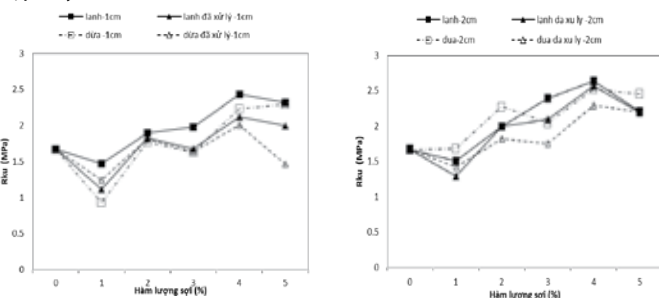 lanh-1cm
lanh đã xử lý -1cm
dừa -1cm
dừa đã xử lý -1cm
3
2.5
2
1.5
1
0.5
0
Rku (MPa)
0 1 2 3 4 5
Hàm lượng sợi (%)
lanh-2cm
lanh da xu ly -2cm
dua-2cm
dua da xu ly -2cm
3
2.5
2
1.5
1
0.5
0
Rku (MPa)
0 1 2 3 4 5
Hàm lượng sợi (%)